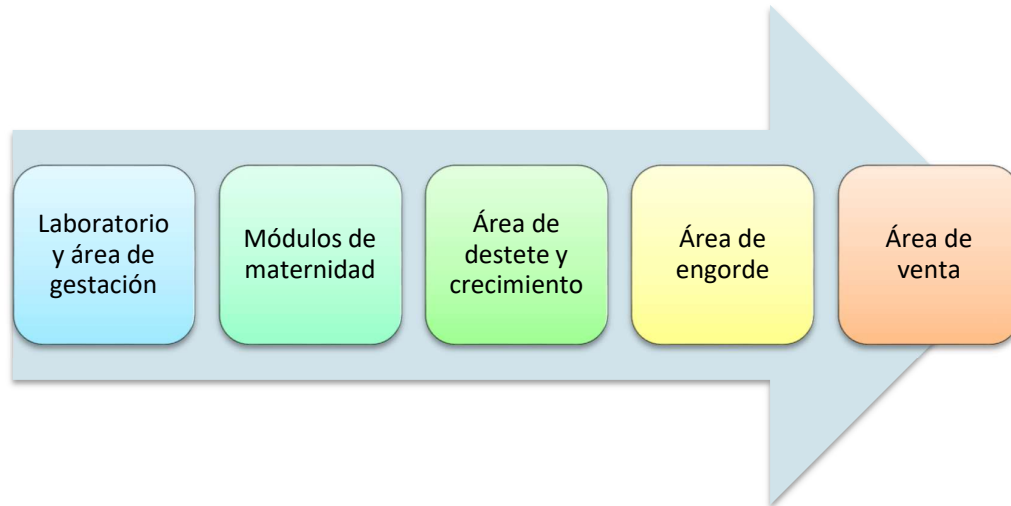 Laboratorio
y área de
gestación
Módulos de
maternidad
Área de
destete y
crecimiento
Área de
engorde
Área de
venta